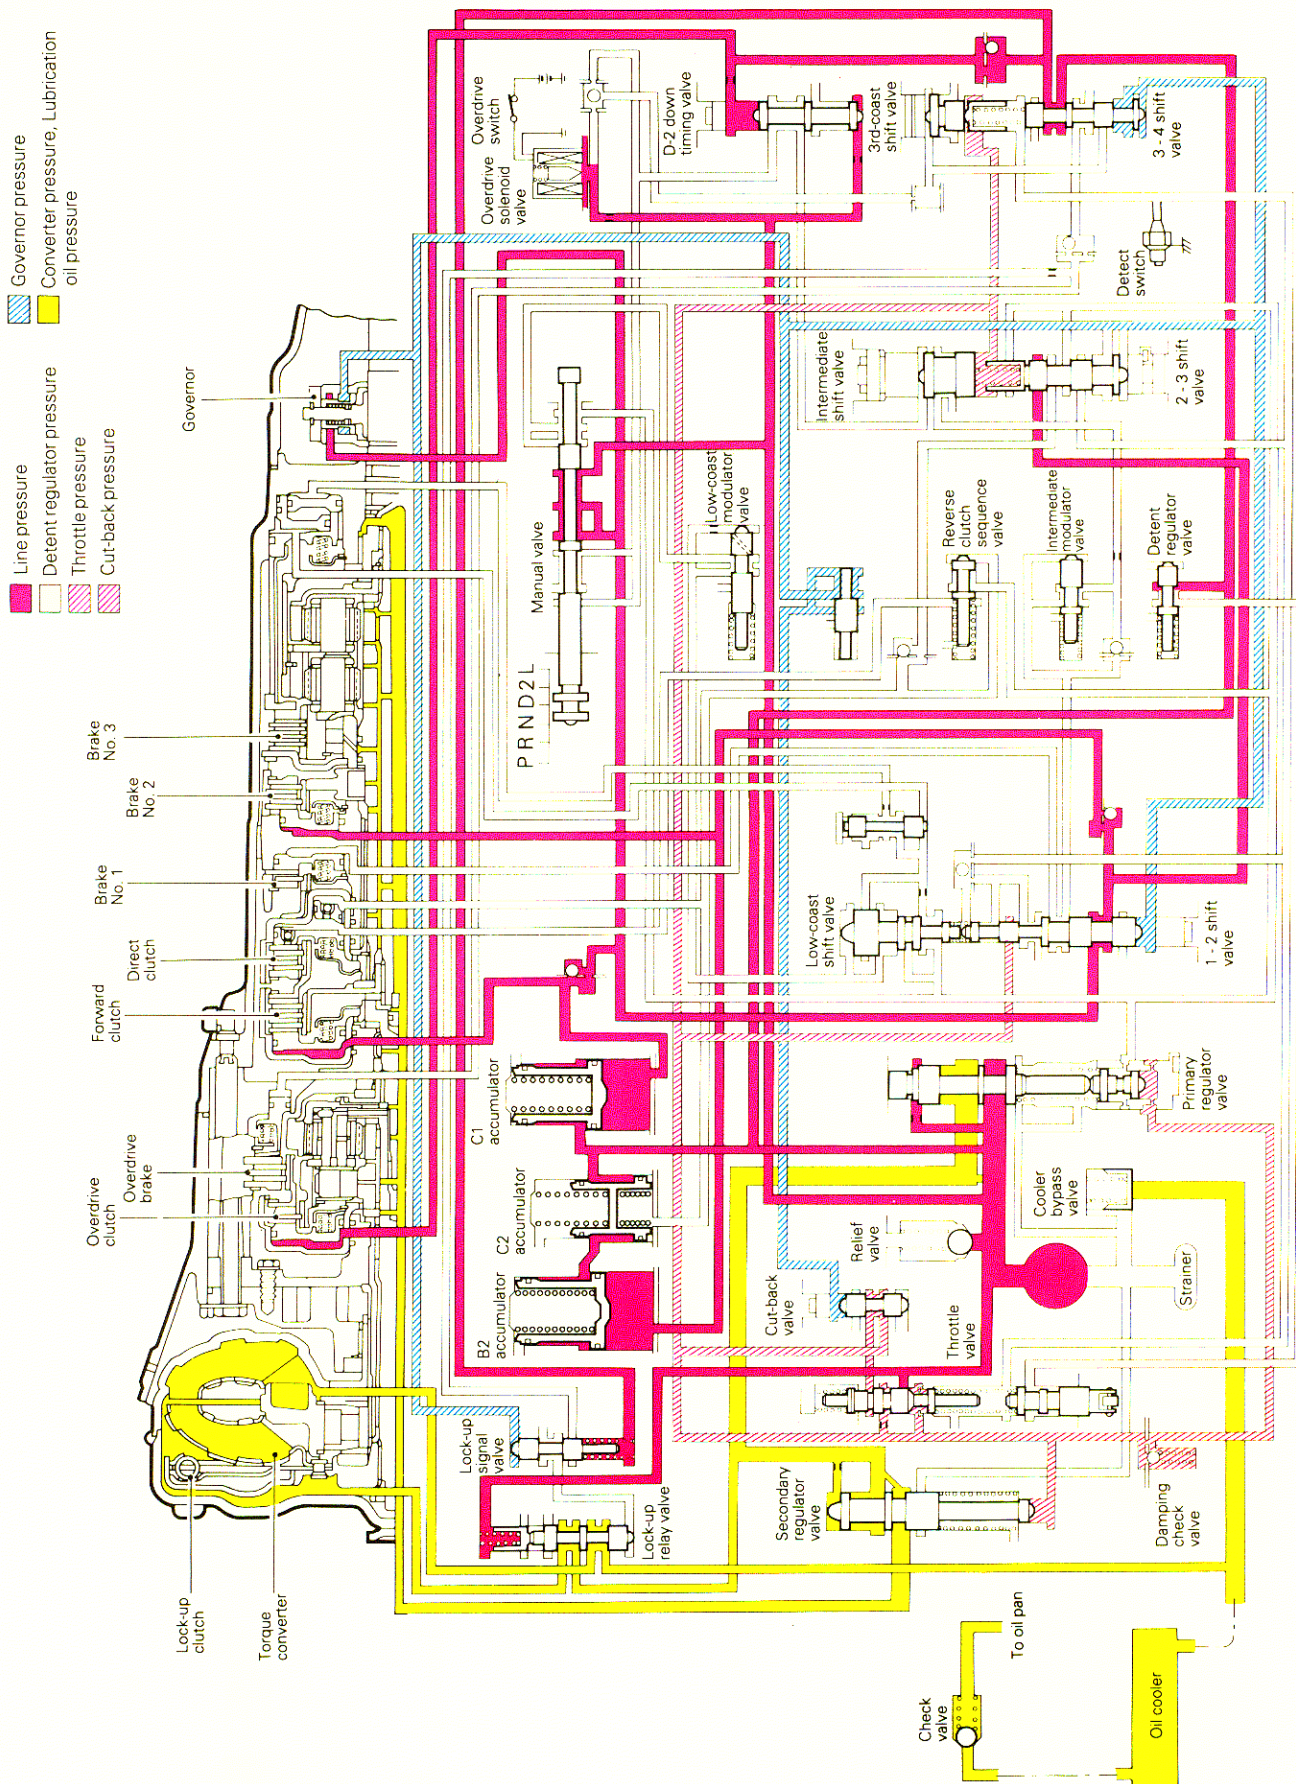 Line pressure
Detent regulator pressure
Throttle pressure
Cut-back pressure
Governor pressure
Converter pressure, Lubrication
oil pressure
Lock-up
clutch
Torque
converter
Overdrive
clutch
Overdrive
brake
Forward
clutch
Direct
clutch
Brake
No. 1
Brake
No. 2
Brake
No. 3
Governor
Lock-up
relay valve
Lock-up
signal
valve
B2
accumulator
C2
accumulator
C1
accumulator
P R N D 2 L
Manual valve
Overdrive
solenoid
valve
Overdrive
switch
D-2 down
timing valve
Low-coast
modulator
valve
Secondary
regulator
valve
Cut-back
valve
Relief
valve
Low-coast
shift valve
Intermediate
shift valve
3rd-coast
shift valve
Throttle
valve
Reverse
clutch
sequence
valve
Check
valve
To oil pan
Cooler
bypass
valve
Intermediate
modulator
valve
Oil cooler
Damping
check
valve
Strainer
Primary
regulator
valve
1 - 2 shift
valve
Detent
regulator
valve
2 - 3 shift
valve
Detect
switch
3 - 4 shift
valve